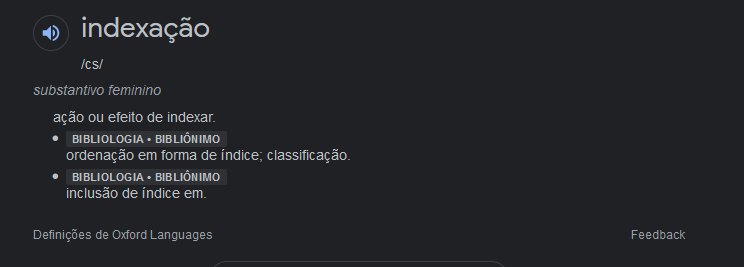 indexação
/cs/
substantivo feminino
ação ou efeito de indexar.
• BIBLIOLOGIA • BIBLIÔNIMO
ordenação em forma de índice; classificação.
• BIBLIOLOGIA • BIBLIÔNIMO
inclusão de índice em.
Definições de Oxford Languages
Feedback